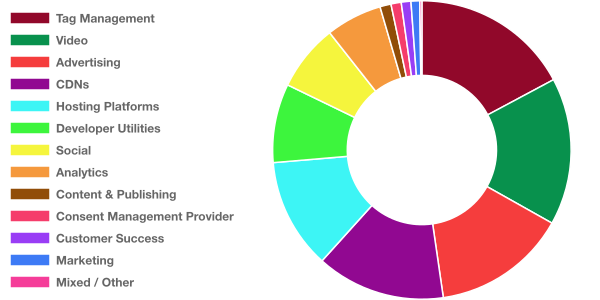 Tag Management
Video
Advertising
CDNs
Hosting Platforms
Developer Utilities
Social
Analytics
Content & Publishing
Consent Management Provider
Customer Success
Marketing
Mixed / Other